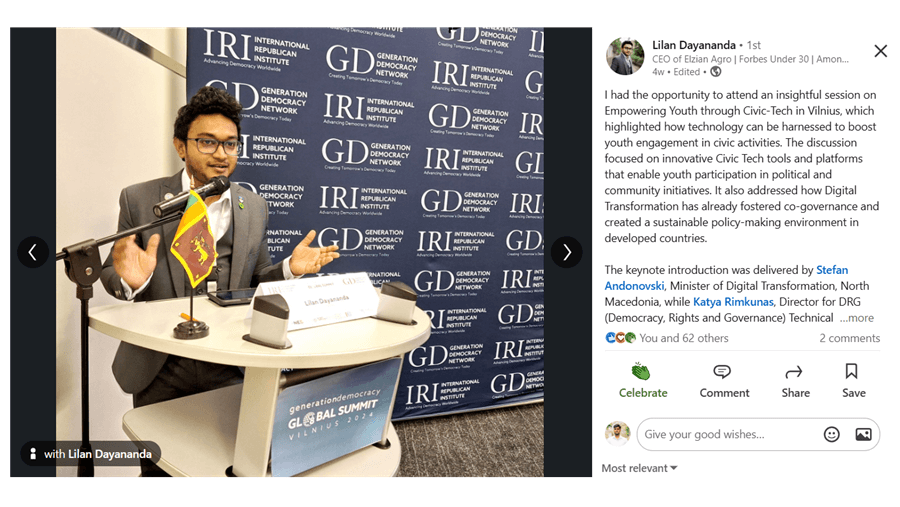 IRI INTERNATIONAL REPUBLICAN INSTITUTE
Advancing Democracy Worldwide
GD GENERATION DEMOCRACY NETWORK
Creating Tomorrow's Democracy Today
Lilan Dayananda
generationdemocracy
GLOBAL SUMMIT
VILNIUS 2024
with Lilan Dayananda
Lilan Dayananda • 1st
CEO of Elzian Agro | Forbes Under 30 | Amon...
4w • Edited •
I had the opportunity to attend an insightful session on
Empowering Youth through Civic-Tech in Vilnius, which
highlighted how technology can be harnessed to boost
youth engagement in civic activities. The discussion
focused on innovative Civic Tech tools and platforms
that enable youth participation in political and
community initiatives. It also addressed how Digital
Transformation has already fostered co-governance and
created a sustainable policy-making environment in
developed countries.
The keynote introduction was delivered by Stefan
Andonovski, Minister of Digital Transformation, North
Macedonia, while Katya Rimkunas, Director for DRG
(Democracy, Rights and Governance) Technical ...more
You and 62 others 2 comments
Celebrate Comment Share Save
Give your good wishes...
Most relevant